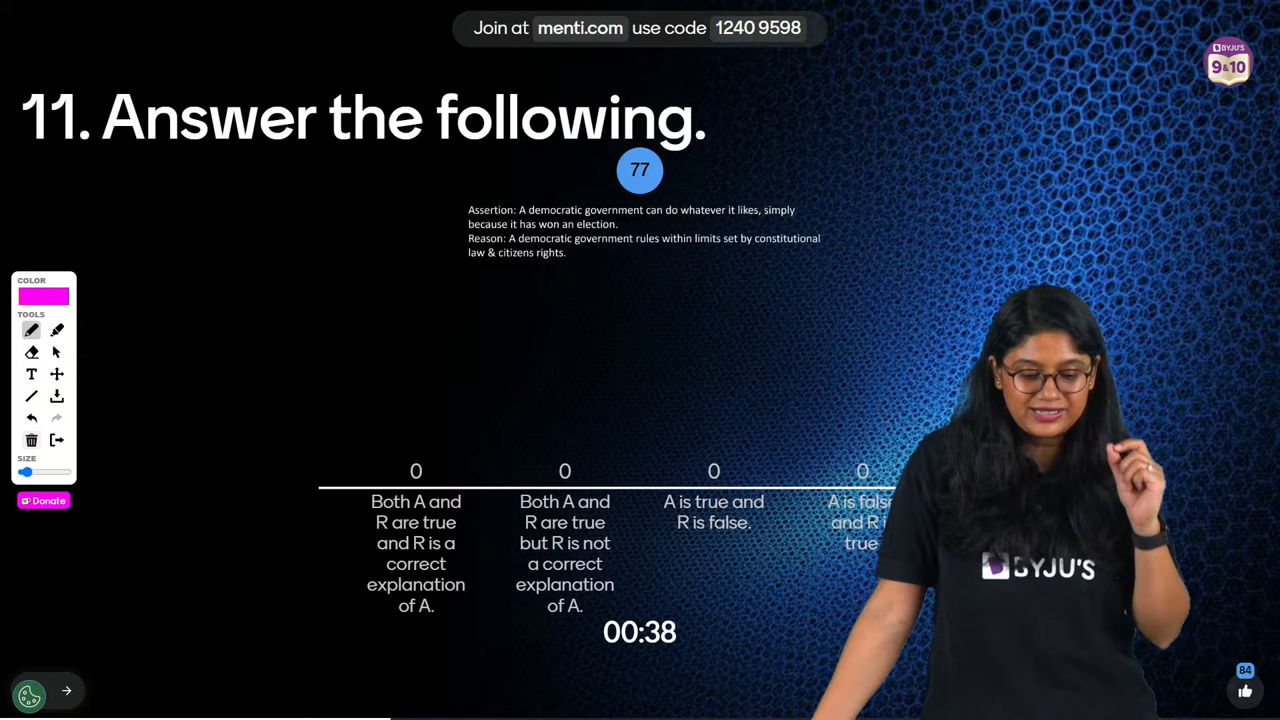 Join at menti.com use code 1240 9598
BYJU'S
9&10
11. Answer the following.
77
Assertion: A democratic government can do whatever it likes, simply
because it has won an election.
Reason: A democratic government rules within limits set by constitutional
law & citizens rights.
COLOR
TOOLS
T
SIZE
Donate
0
0
0
0
Both A and
R are true
and R is a
correct
explanation
of A.
Both A and
R are true
but R is not
a correct
explanation
of A.
A is true and
R is false.
A is false
and R i
true
BYJU'S
00:38
84